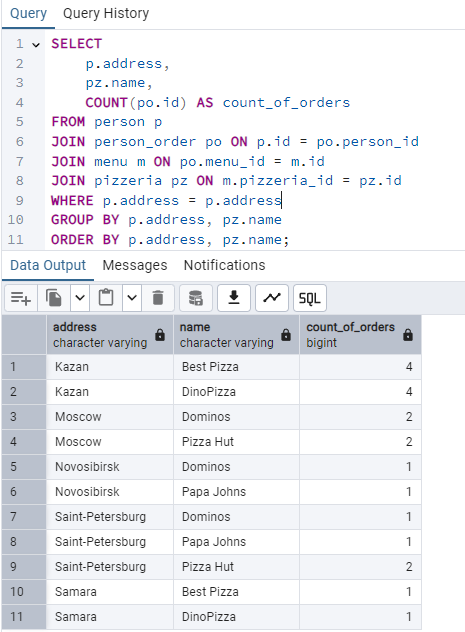 Query Query History
1 SELECT
2 p.address,
3 pz.name,
4 COUNT(po.id) AS count_of_orders
5 FROM person p
6 JOIN person_order po ON p.id = po.person_id
7 JOIN menu m ON po.menu_id = m.id
8 JOIN pizzeria pz ON m.pizzeria_id = pz.id
9 WHERE p.address = p.address
10 GROUP BY p.address, pz.name
11 ORDER BY p.address, pz.name;
Data Output Messages Notifications
SQL
address name count_of_orders
character varying character varying bigint
1 Kazan Best Pizza 4
2 Kazan DinoPizza 4
3 Moscow Dominos 2
4 Moscow Pizza Hut 2
5 Novosibirsk Dominos 1
6 Novosibirsk Papa Johns 1
7 Saint-Petersburg Dominos 1
8 Saint-Petersburg Papa Johns 1
9 Saint-Petersburg Pizza Hut 2
10 Samara Best Pizza 1
11 Samara DinoPizza 1